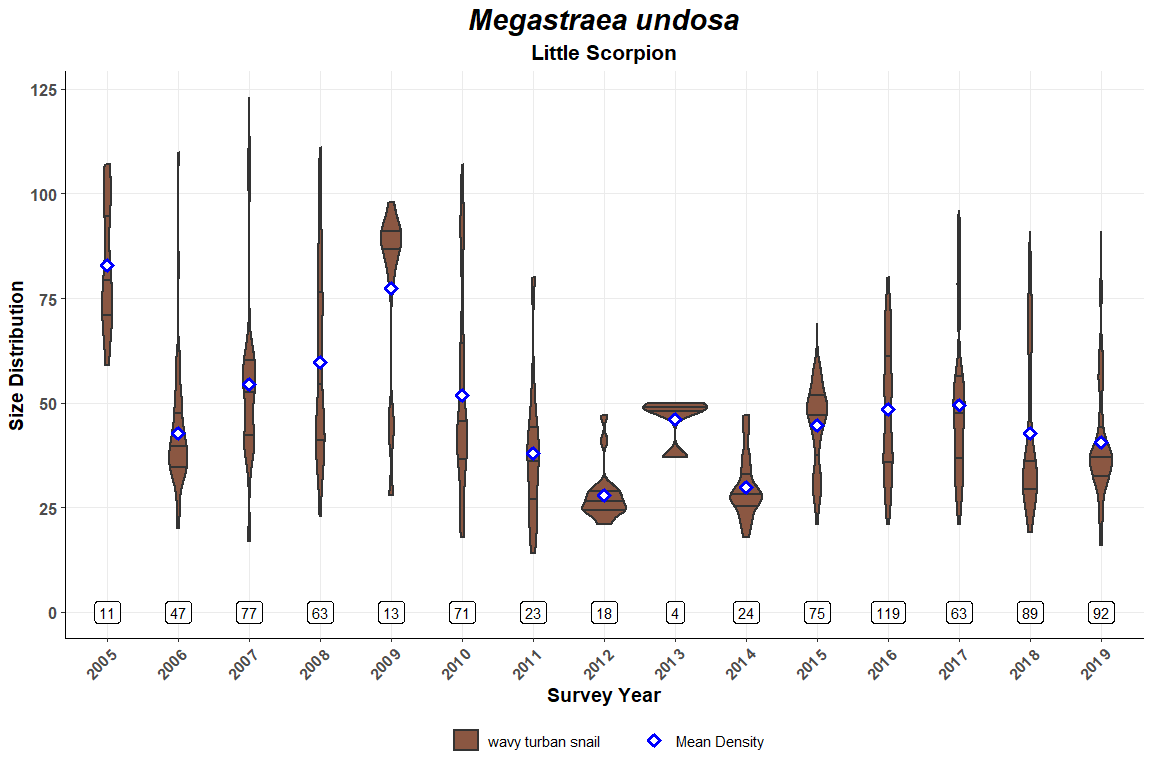 Megastraea undosa
Little Scorpion
Size Distribution
125
100
75
50
25
0
11 47 77 63 13 71 23 18 4 24 75 119 63 89 92
2005 2006 2007 2008 2009 2010 2011 2012 2013 2014 2015 2016 2017 2018 2019
Survey Year
wavy turban snail Mean Density